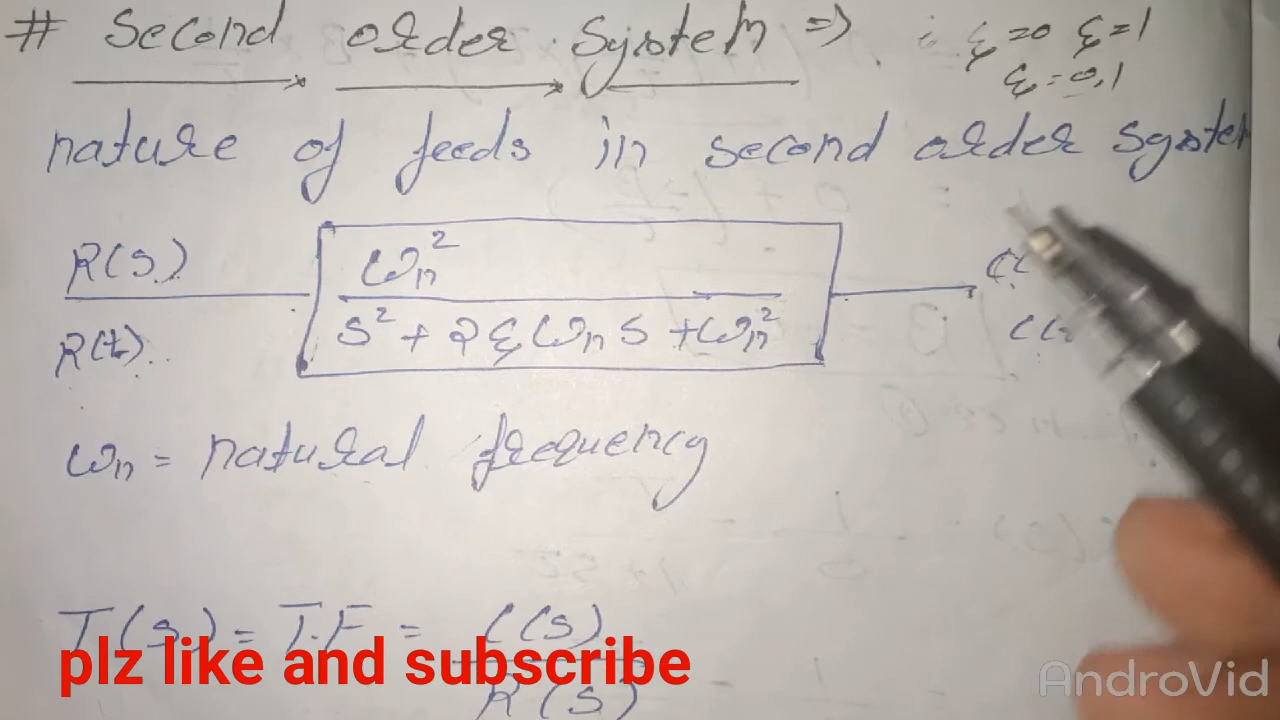 # Second order System ⇒ : ξ=0 ξ=1
ξ=0.1
nature of feeds in second order system
R(s)
ωn²
C(
R(t)
s² + 2ξωn s + ωn²
ωn = natural frequency
T(s) = T.F = C(s)
R(s)
plz like and subscribe
AndroVid